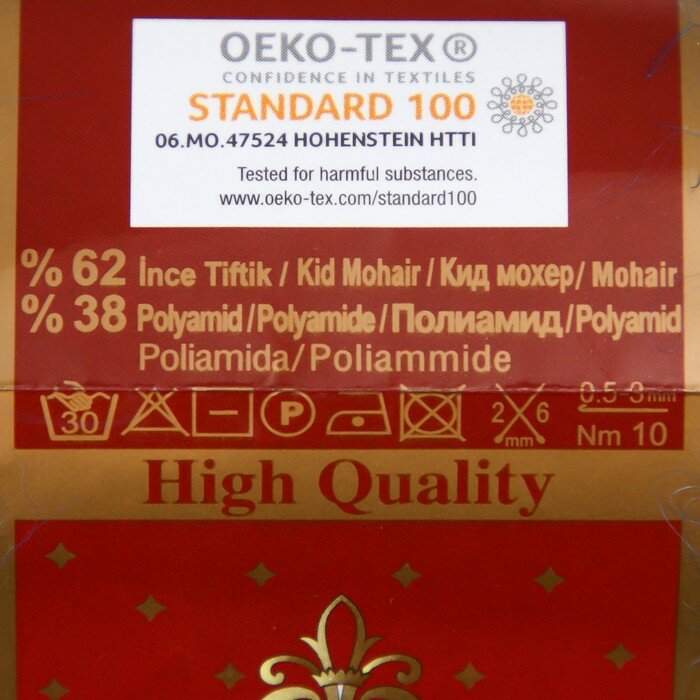 OEKO-TEX®
CONFIDENCE IN TEXTILES
STANDARD 100
06.MO.47524 HOHENSTEIN HTTI
Tested for harmful substances.
www.oeko-tex.com/standard100
% 62 İnce Tiftik / Kid Mohair / Кид мохер / Mohair
% 38 Polyamid / Polyamide / Полиамид / Polyamid
Poliamida / Poliammide
30 P 2 6 mm 0.5-3 mm
Nm 10
High Quality